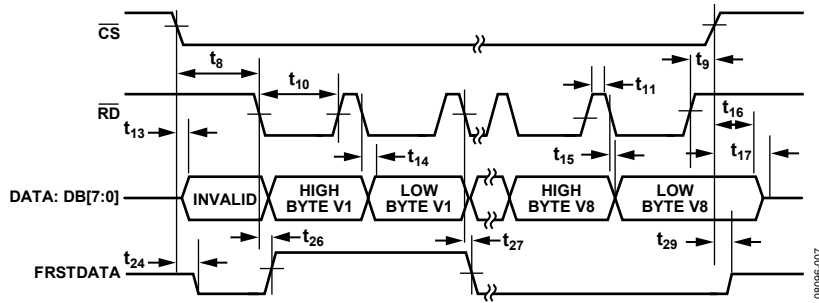 CS
t8
t9
t10
t11
RD
t16
t13
t14
t15
t17
DATA: DB[7:0]
INVALID
HIGH
BYTE V1
LOW
BYTE V1
HIGH
BYTE V8
LOW
BYTE V8
t24
t26
t27
t29
FRSTDATA
08096-007